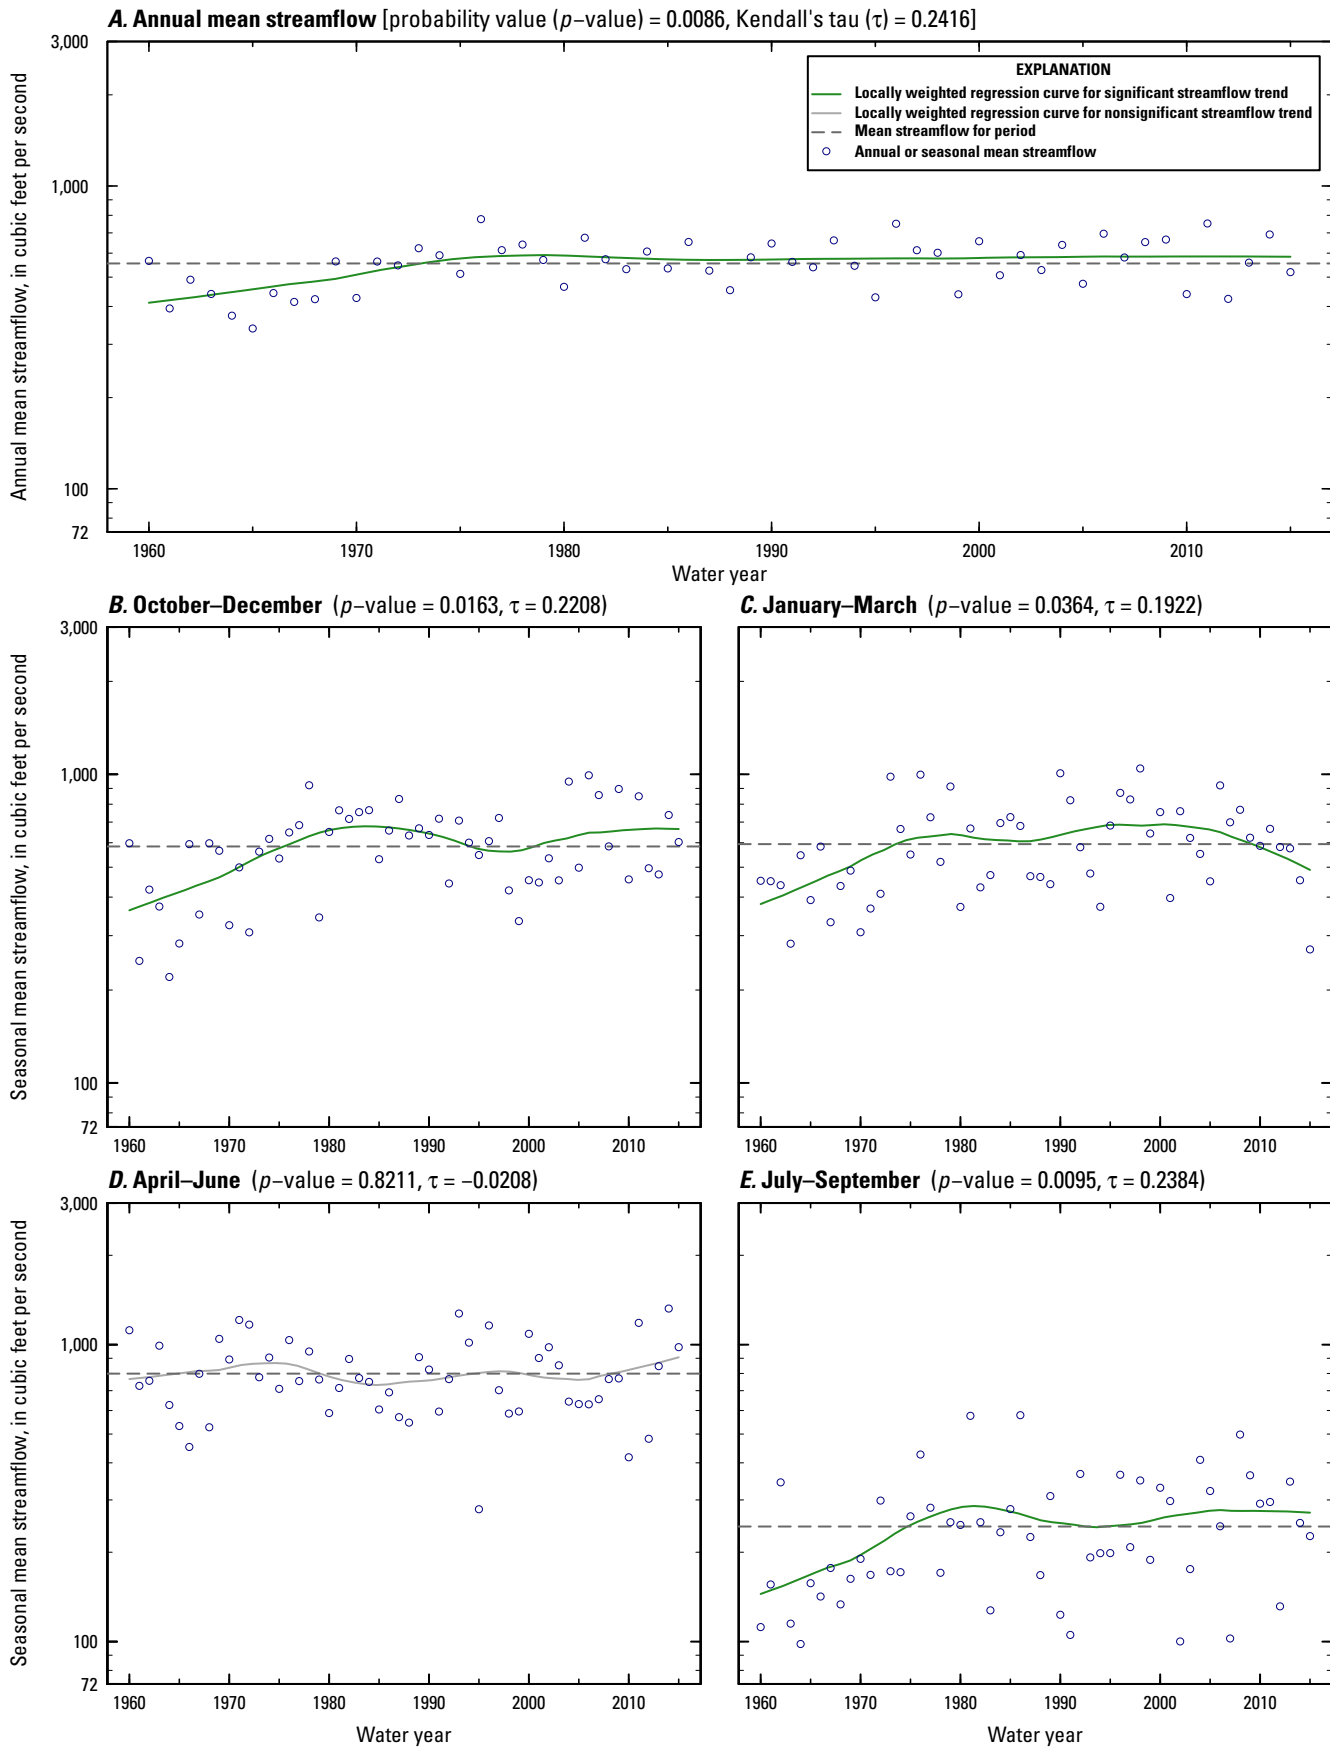 A. Annual mean streamflow [probability value (p–value) = 0.0086, Kendall's tau (τ) = 0.2416]
Annual mean streamflow, in cubic feet per second
3,000
1,000
100
72
EXPLANATION
Locally weighted regression curve for significant streamflow trend
Locally weighted regression curve for nonsignificant streamflow trend
Mean streamflow for period
Annual or seasonal mean streamflow
1960 1970 1980 1990 2000 2010
Water year
B. October–December (p–value = 0.0163, τ = 0.2208)
Seasonal mean streamflow, in cubic feet per second
3,000
1,000
100
72
1960 1970 1980 1990 2000 2010
C. January–March (p–value = 0.0364, τ = 0.1922)
1960 1970 1980 1990 2000 2010
D. April–June (p–value = 0.8211, τ = –0.0208)
Seasonal mean streamflow, in cubic feet per second
3,000
1,000
100
72
1960 1970 1980 1990 2000 2010
Water year
E. July–September (p–value = 0.0095, τ = 0.2384)
1960 1970 1980 1990 2000 2010
Water year